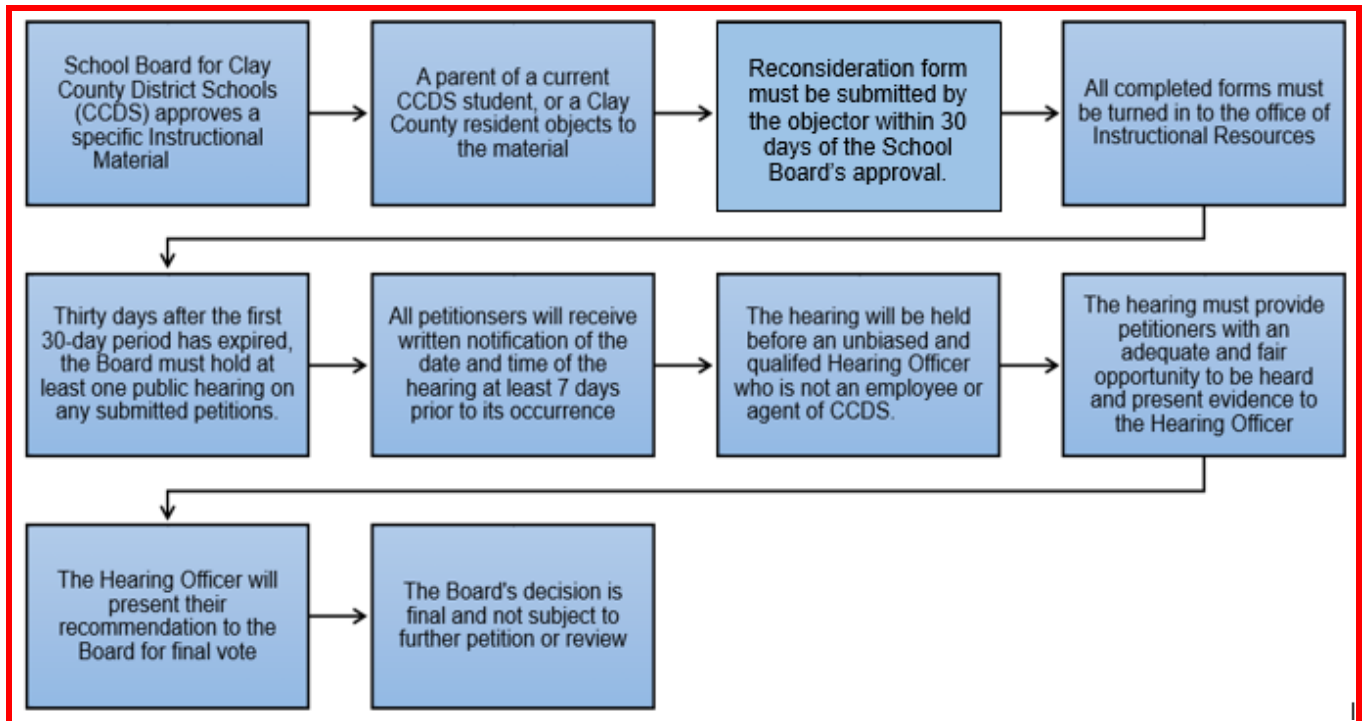 School Board for Clay
County District Schools
(CCDS) approves a
specific Instructional
Material
A parent of a current
CCDS student, or a Clay
County resident objects to
the material
Reconsideration form
must be submitted by
the objector within 30
days of the School
Board's approval.
All completed forms must
be turned in to the office of
Instructional Resources
Thirty days after the first
30-day period has expired,
the Board must hold at
least one public hearing on
any submitted petitions.
All petitionsers will receive
written notification of the
date and time of the
hearing at least 7 days
prior to its occurrence
The hearing will be held
before an unbiased and
qualifed Hearing Officer
who is not an employee or
agent of CCDS.
The hearing must provide
petitioners with an
adequate and fair
opportunity to be heard
and present evidence to
the Hearing Officer
The Hearing Officer will
present their
recommendation to the
Board for final vote
The Board's decision is
final and not subject to
further petition or review